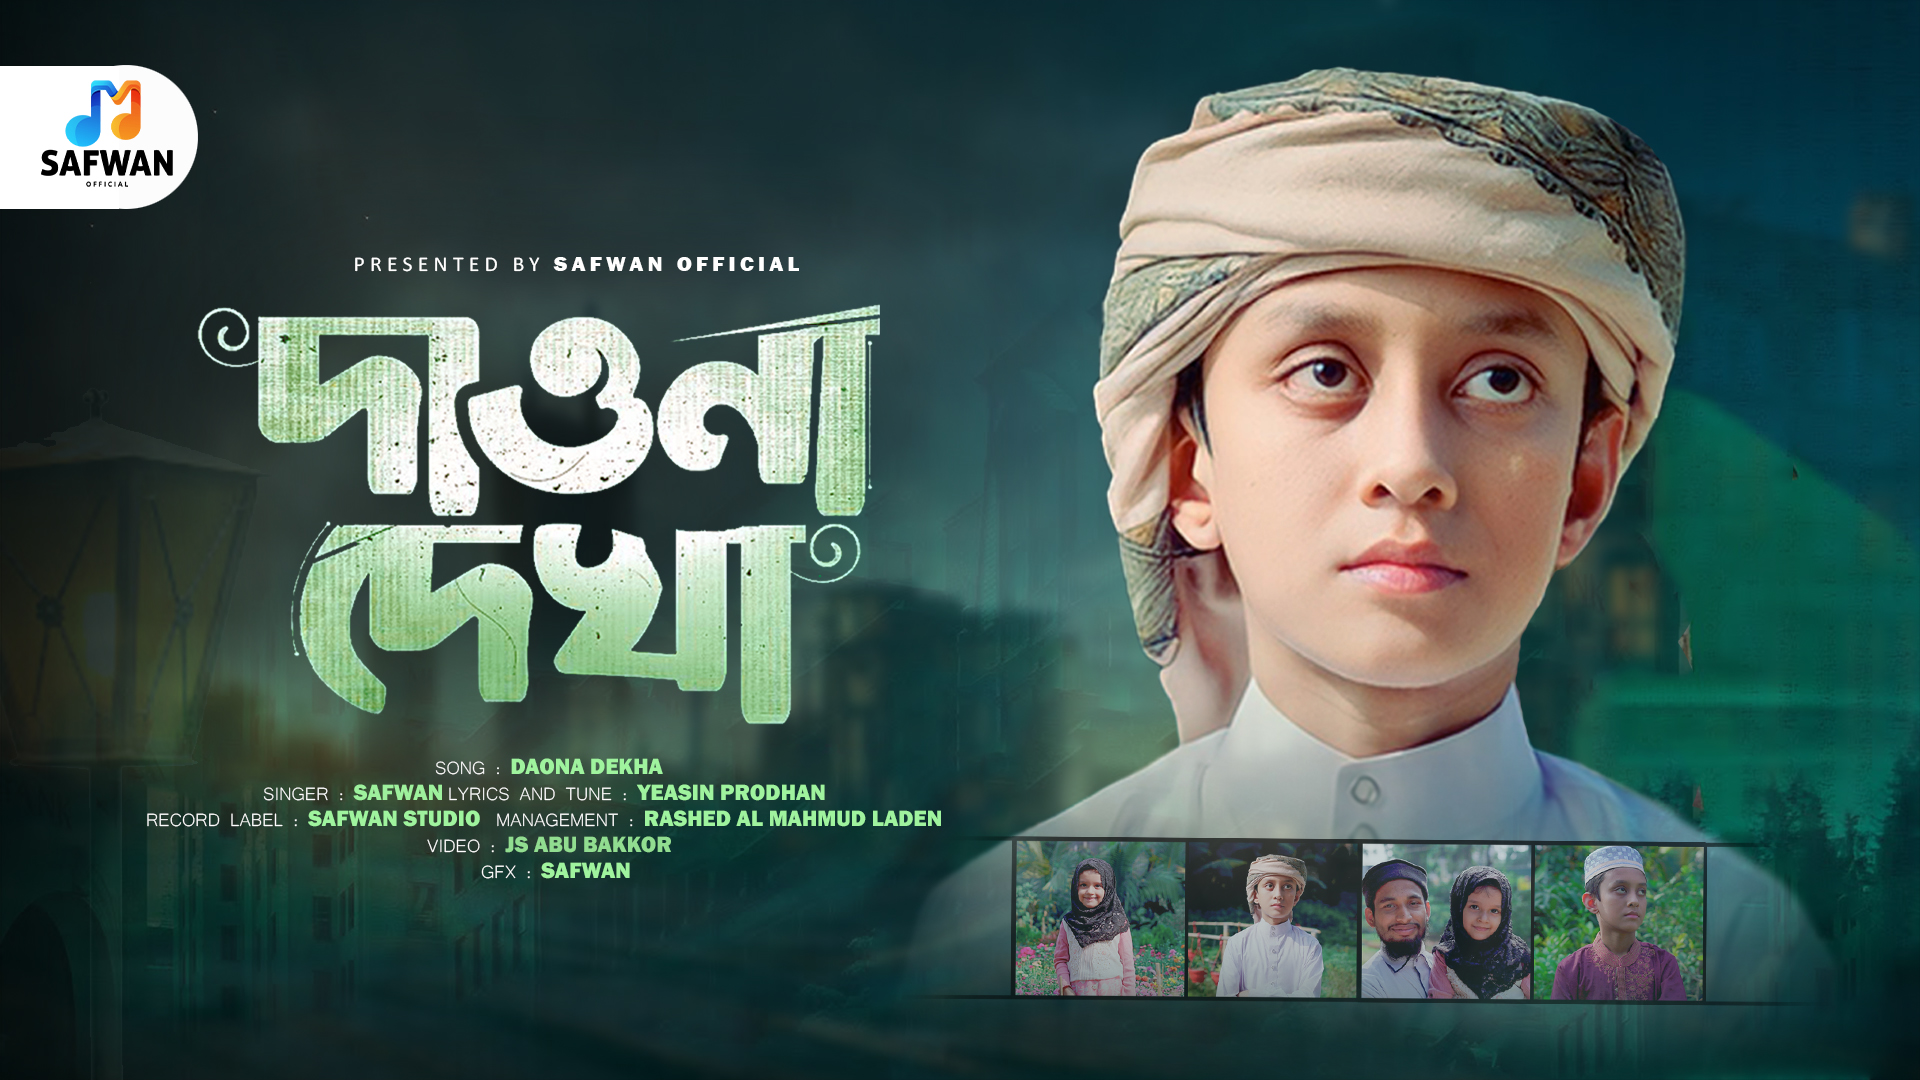 SAFWAN
OFFICIAL
PRESENTED BY SAFWAN OFFICIAL
দাওনা
দেখা
SONG : DAONA DEKHA
SINGER : SAFWAN LYRICS AND TUNE : YEASIN PRODHAN
RECORD LABEL : SAFWAN STUDIO MANAGEMENT : RASHED AL MAHMUD LADEN
VIDEO : JS ABU BAKKOR
GFX : SAFWAN